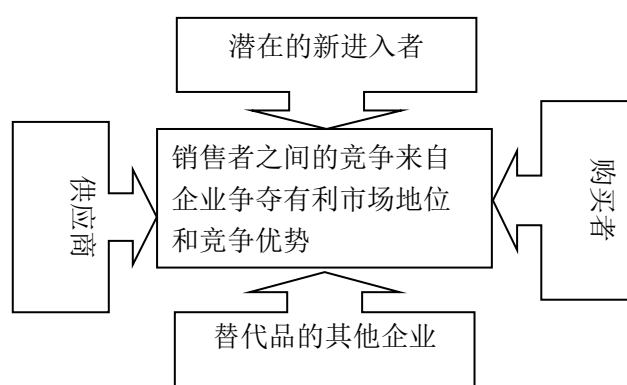 潜在的新进入者
供应商
销售者之间的竞争来自
企业争夺有利市场地位
和竞争优势
购买者
替代品的其他企业